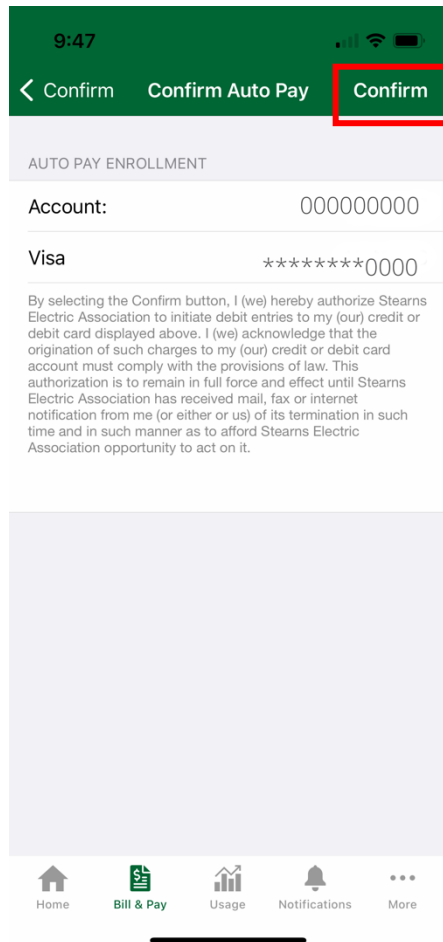 9:47
Confirm Confirm Auto Pay Confirm
AUTO PAY ENROLLMENT
Account: 000000000
Visa ********0000
By selecting the Confirm button, I (we) hereby authorize Stearns
Electric Association to initiate debit entries to my (our) credit or
debit card displayed above. I (we) acknowledge that the
origination of such charges to my (our) credit or debit card
account must comply with the provisions of law. This
authorization is to remain in full force and effect until Stearns
Electric Association has received mail, fax or internet
notification from me (or either or us) of its termination in such
time and in such manner as to afford Stearns Electric
Association opportunity to act on it.
Home Bill & Pay Usage Notifications More